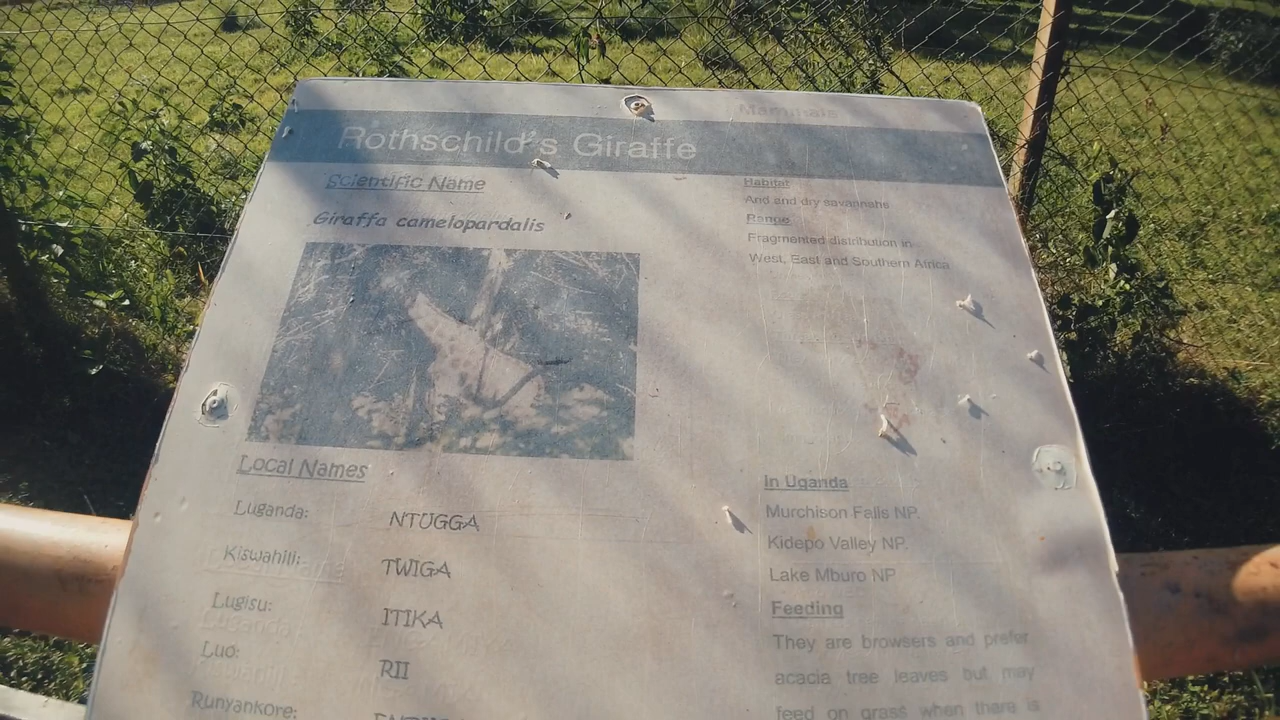 Mammals
Rothschild's Giraffe
Scientific Name
Giraffa camelopardalis
Local Names
Luganda: NTUGGA
Kiswahili: TWIGA
Lugisu: ITIKA
Luo: RII
Runyankore:
Habitat
Arid and dry savannahs
Range
Fragmented distribution in
West, East and Southern Africa
In Uganda
Murchison Falls NP.
Kidepo Valley NP.
Lake Mburo NP
Feeding
They are browsers and prefer
acacia tree leaves but may
feed on grass when there is